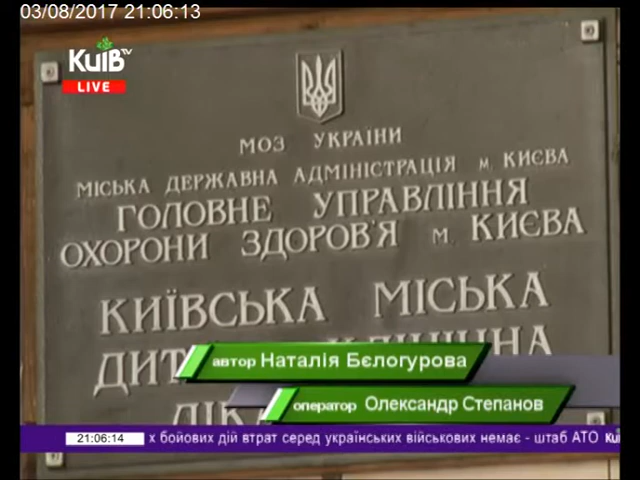 03/08/2017 21:06:13
КиїВ TV
LIVE
МОЗ УКРАЇНИ
МІСЬКА ДЕРЖАВНА АДМІНІСТРАЦІЯ м. КИЄВА
ГОЛОВНЕ УПРАВЛІННЯ
ОХОРОНИ ЗДОРОВ'Я м. КИЄВА
КИЇВСЬКА МІСЬКА
автор Наталія Бєлогурова
оператор Олександр Степанов
21:06:14 х бойових дій втрат серед українських військових немає - штаб АТО